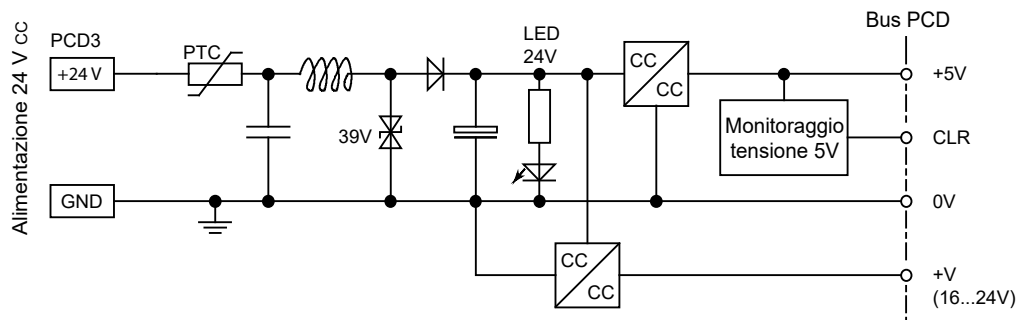 Alimentazione 24 V CC
PCD3
+24 V
GND
PTC
39V
LED
24V
CC
CC
CC
CC
Monitoraggio
tensione 5V
Bus PCD
+5V
CLR
0V
+V
(16...24V)